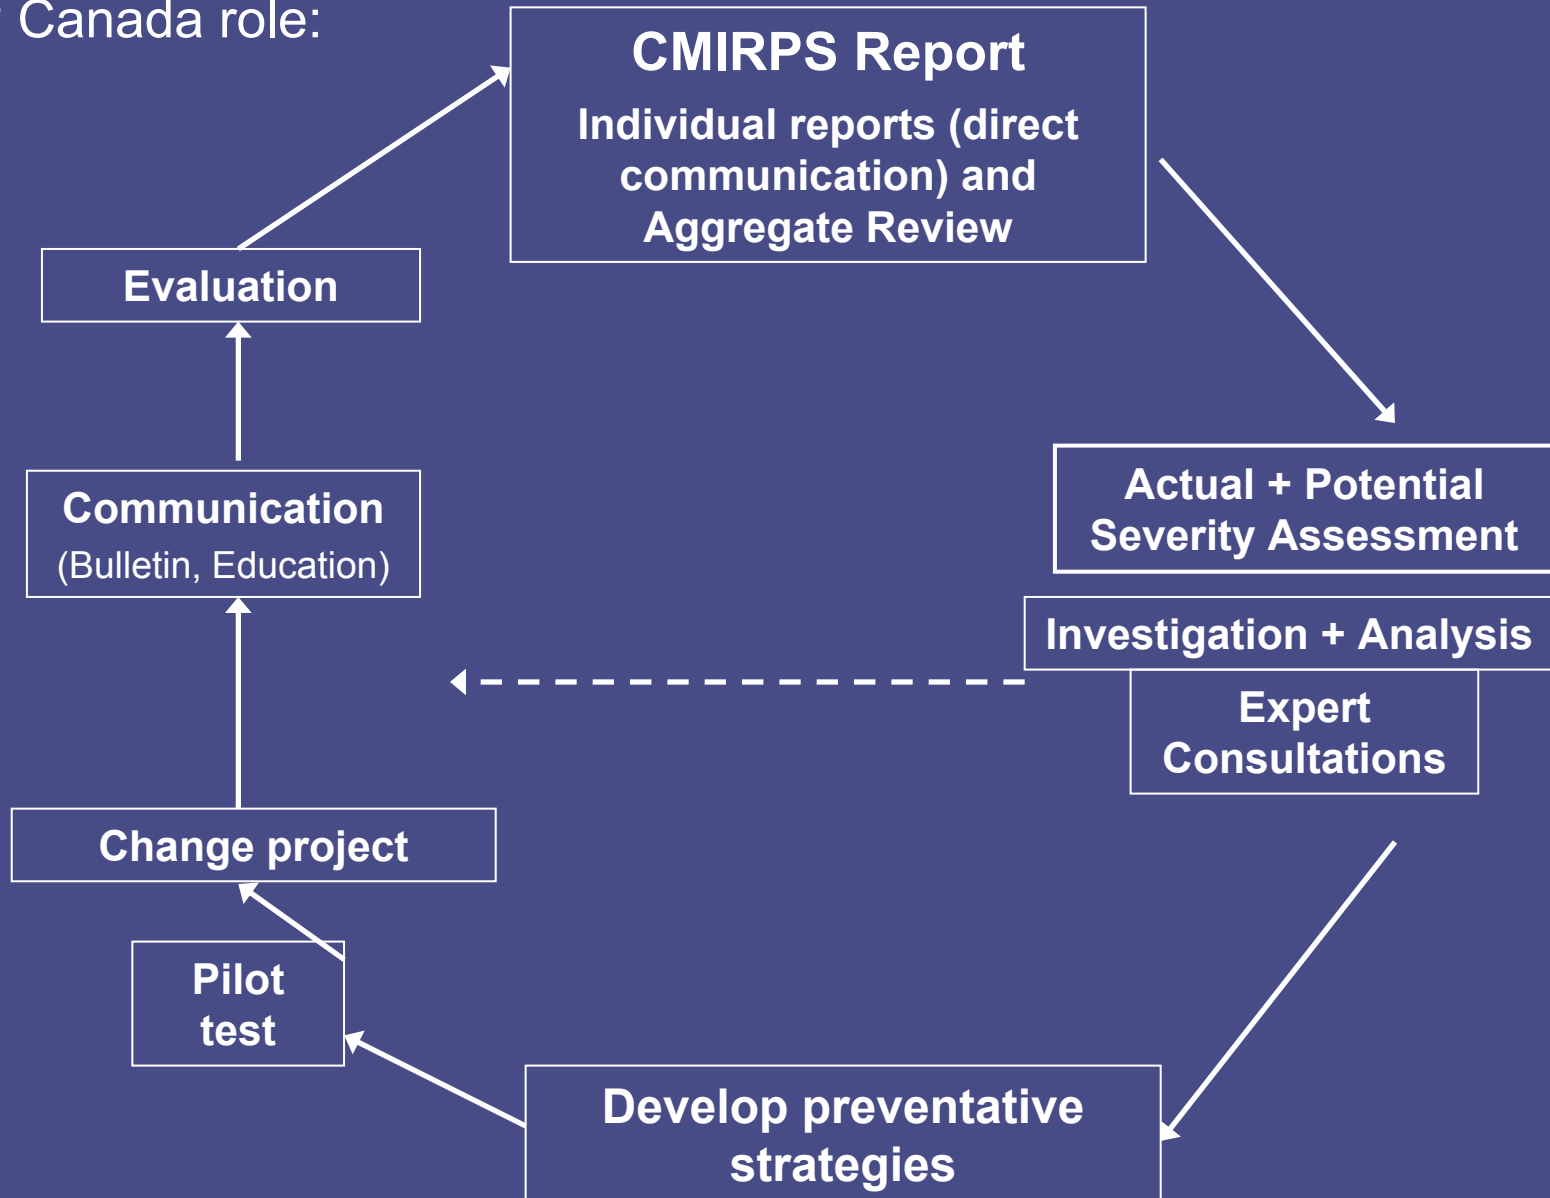 Canada role:
CMIRPS Report
Individual reports (direct
communication) and
Aggregate Review
Evaluation
Communication
(Bulletin, Education)
Actual + Potential
Severity Assessment
Investigation + Analysis
Expert
Consultations
Change project
Pilot
test
Develop preventative
strategies